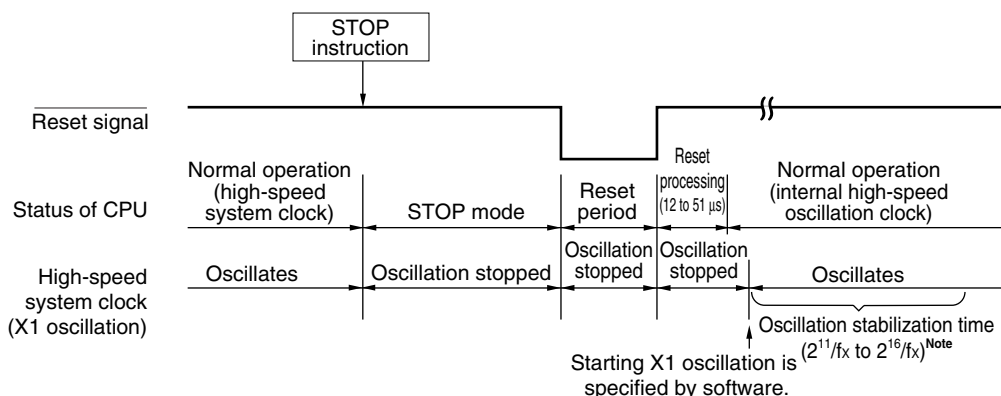 STOP
instruction
Reset signal
Status of CPU
Normal operation
(high-speed
system clock)
STOP mode
Reset
period
Reset
processing
(12 to 51 µs)
Normal operation
(internal high-speed
oscillation clock)
High-speed
system clock
(X1 oscillation)
Oscillates
Oscillation stopped
Oscillation
stopped
Oscillation
stopped
Oscillates
Oscillation stabilization time
(2¹¹/fx to 2¹⁶/fx)Note
Starting X1 oscillation is
specified by software.